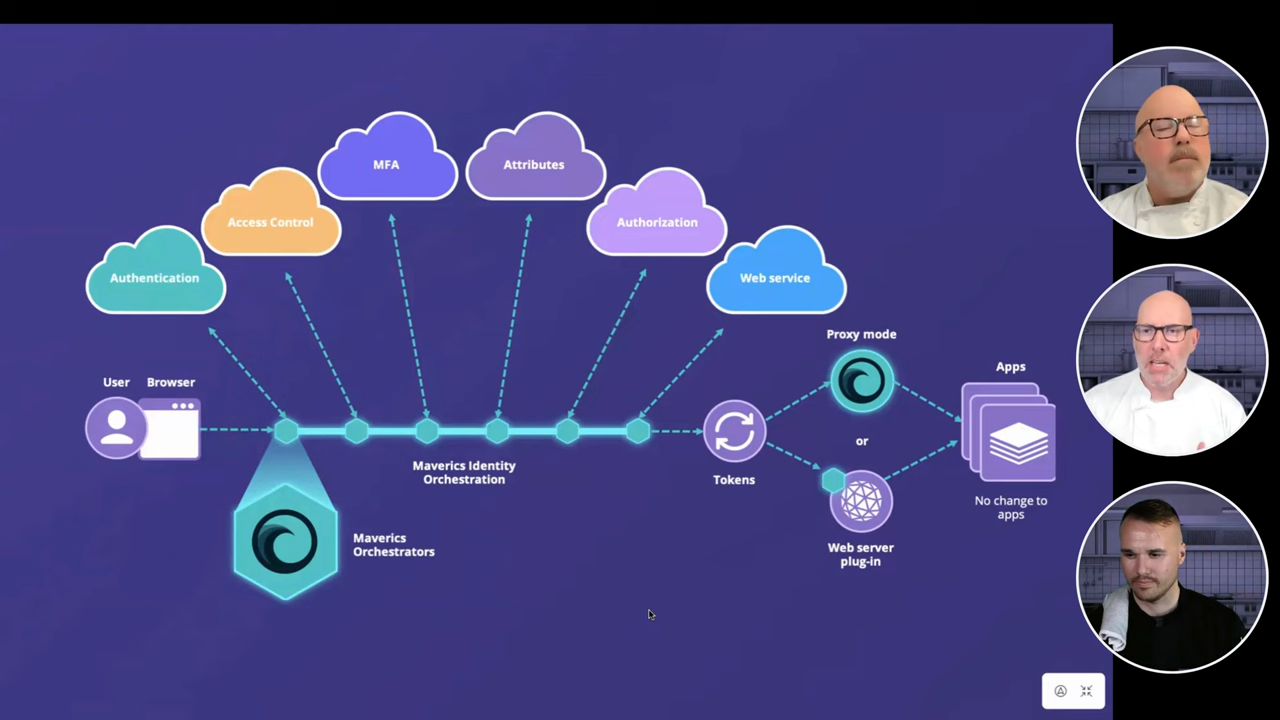 MFA
Attributes
Access Control
Authorization
Authentication
Web service
Proxy mode
User
Browser
Apps
or
Maverics Identity
Orchestration
Tokens
No change to
apps
Maverics
Orchestrators
Web server
plug-in